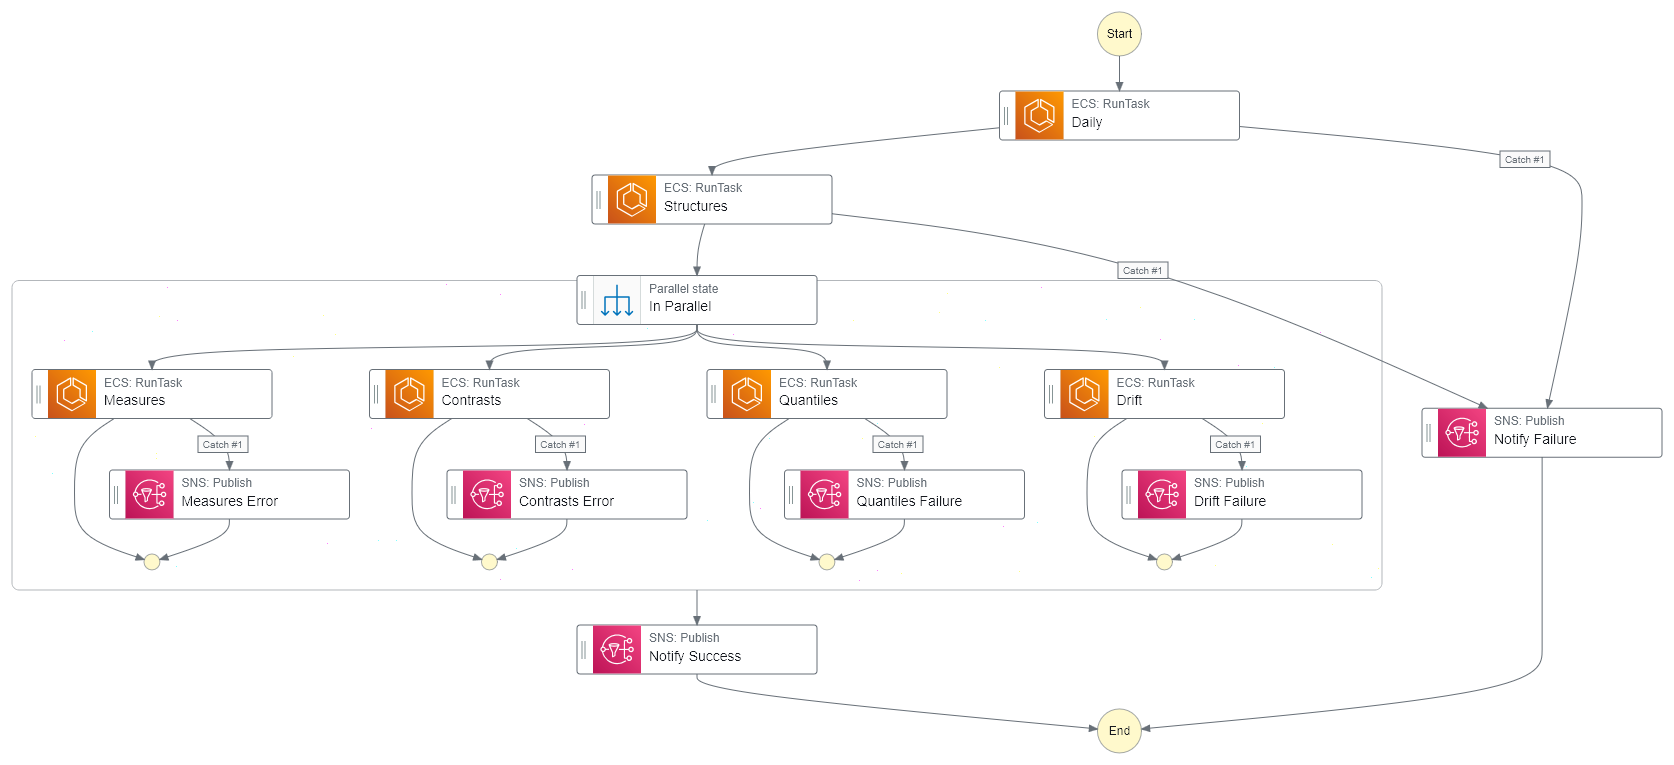 Start
ECS: RunTask
Daily
Catch #1
ECS: RunTask
Structures
Catch #1
Parallel state
In Parallel
ECS: RunTask
Measures
ECS: RunTask
Contrasts
ECS: RunTask
Quantiles
ECS: RunTask
Drift
SNS: Publish
Notify Failure
Catch #1
Catch #1
Catch #1
Catch #1
SNS: Publish
Measures Error
SNS: Publish
Contrasts Error
SNS: Publish
Quantiles Failure
SNS: Publish
Drift Failure
SNS: Publish
Notify Success
End